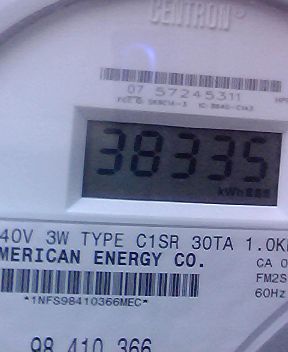 CENTRON®
07 57245311
38335
kWh
40V 3W TYPE C1SR 30TA 1.0K
MERICAN ENERGY CO.
CA 0
FM2S
*1NFS98410366MEC*
60Hz
98 410 366